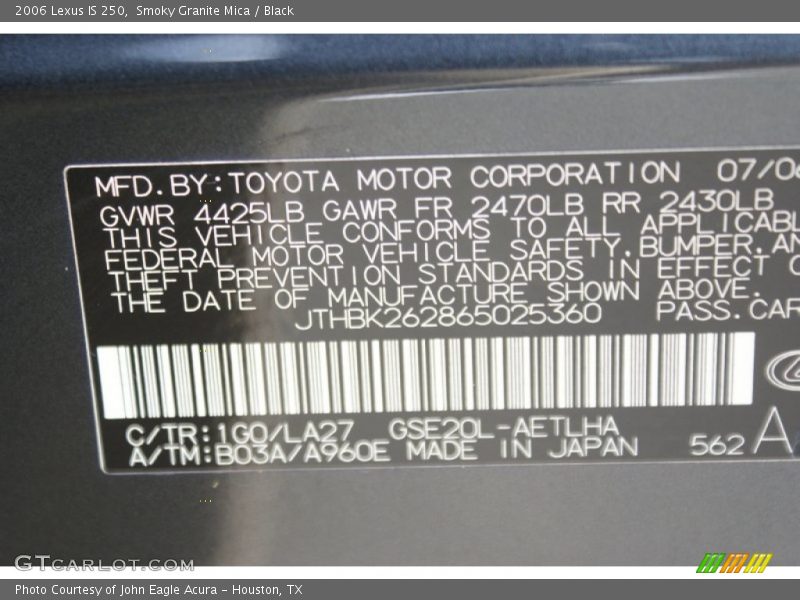 2006 Lexus IS 250,  Smoky Granite Mica / Black
MFD.BY:TOYOTA MOTOR CORPORATION 07/06
GVWR 4425LB GAWR FR 2470LB RR 2430LB
THIS VEHICLE CONFORMS TO ALL APPLICABL
FEDERAL MOTOR VEHICLE SAFETY,BUMPER,AN
THEFT PREVENTION STANDARDS IN EFFECT
THE DATE OF MANUFACTURE SHOWN ABOVE.
JTHBK262865025360 PASS.CAR
C/TR:1G0/LA27 GSE20L-AETLHA
A/TM:B03A/A960E MADE IN JAPAN 562 A
GTCARLOT.COM
Photo Courtesy of John Eagle Acura - Houston, TX